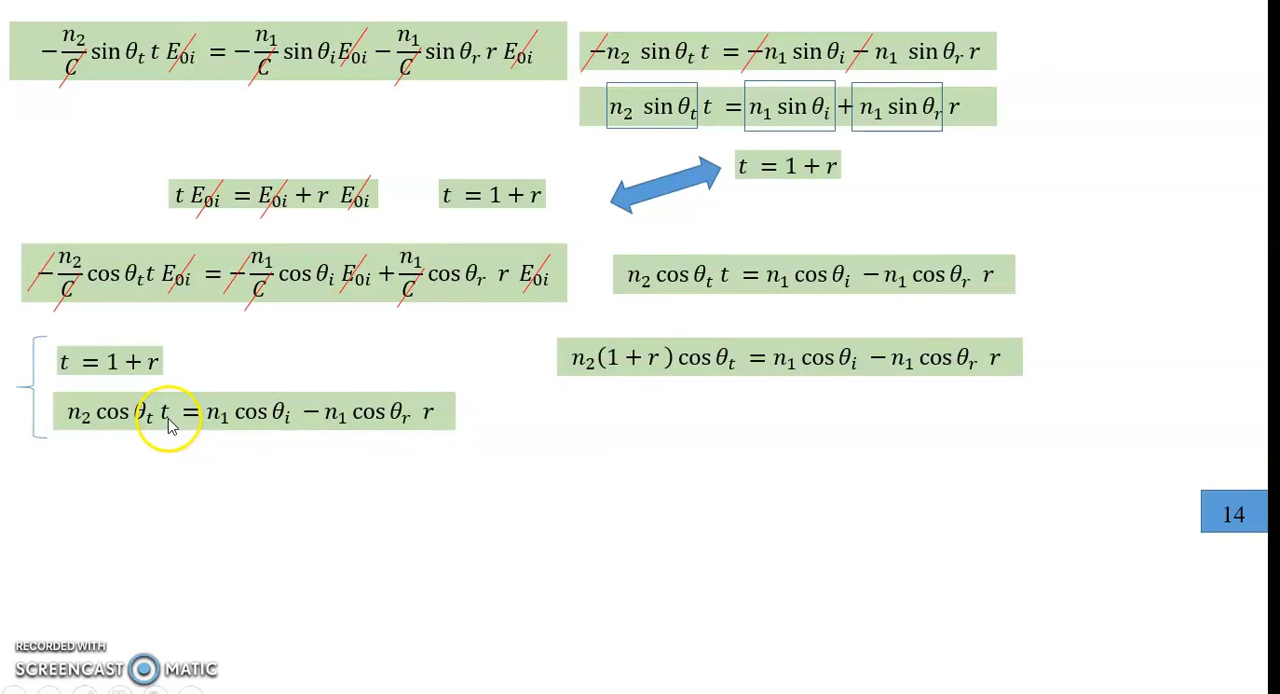 −n₂/C sin θₜ t E₀ᵢ = −n₁/C sin θᵢ E₀ᵢ − n₁/C sin θᵣ r E₀ᵢ
−n₂ sin θₜ t = −n₁ sin θᵢ − n₁ sin θᵣ r
n₂ sin θₜ t = n₁ sin θᵢ + n₁ sin θᵣ r
t = 1 + r
t E₀ᵢ = E₀ᵢ + r E₀ᵢ
t = 1 + r
−n₂/C cos θₜ t E₀ᵢ = −n₁/C cos θᵢ E₀ᵢ + n₁/C cos θᵣ r E₀ᵢ
n₂ cos θₜ t = n₁ cos θᵢ − n₁ cos θᵣ r
t = 1 + r
n₂(1 + r) cos θₜ = n₁ cos θᵢ − n₁ cos θᵣ r
n₂ cos θₜ t = n₁ cos θᵢ − n₁ cos θᵣ r
14
RECORDED WITH
SCREENCAST MATIC